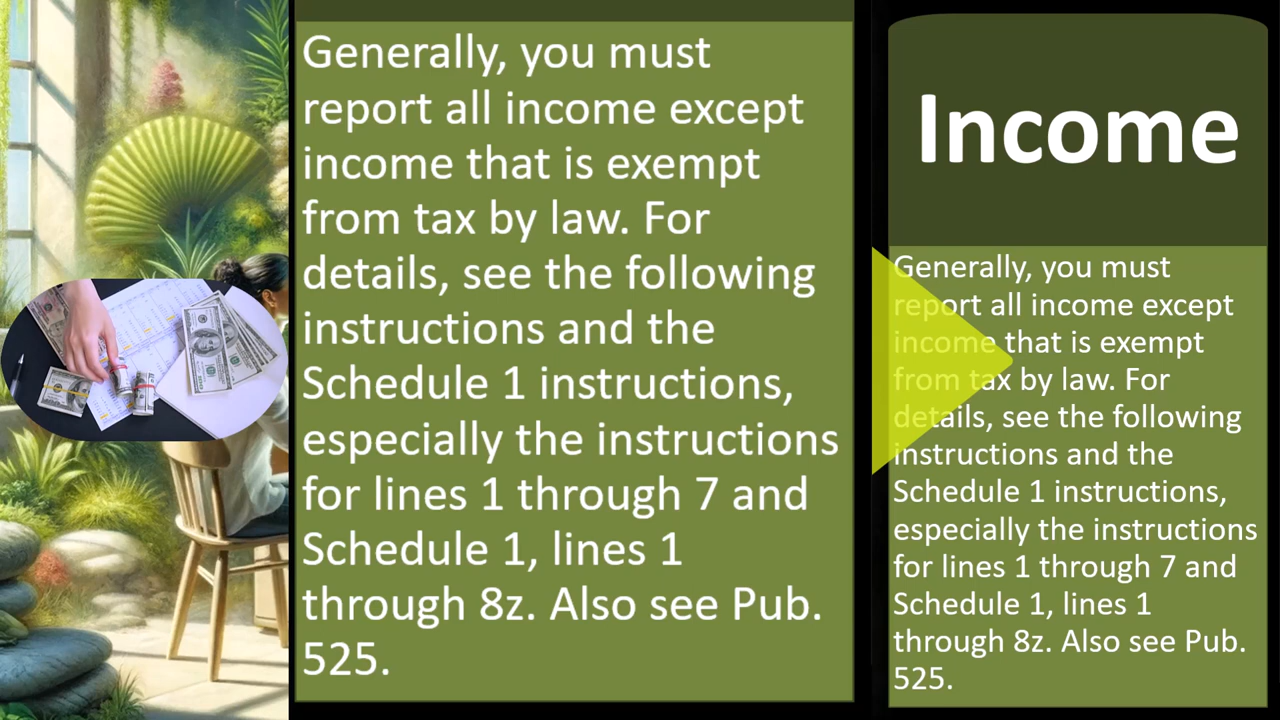 Generally, you must
report all income except
income that is exempt
from tax by law. For
details, see the following
instructions and the
Schedule 1 instructions,
especially the instructions
for lines 1 through 7 and
Schedule 1, lines 1
through 8z. Also see Pub.
525.
Income
Generally, you must
report all income except
income that is exempt
from tax by law. For
details, see the following
instructions and the
Schedule 1 instructions,
especially the instructions
for lines 1 through 7 and
Schedule 1, lines 1
through 8z. Also see Pub.
525.